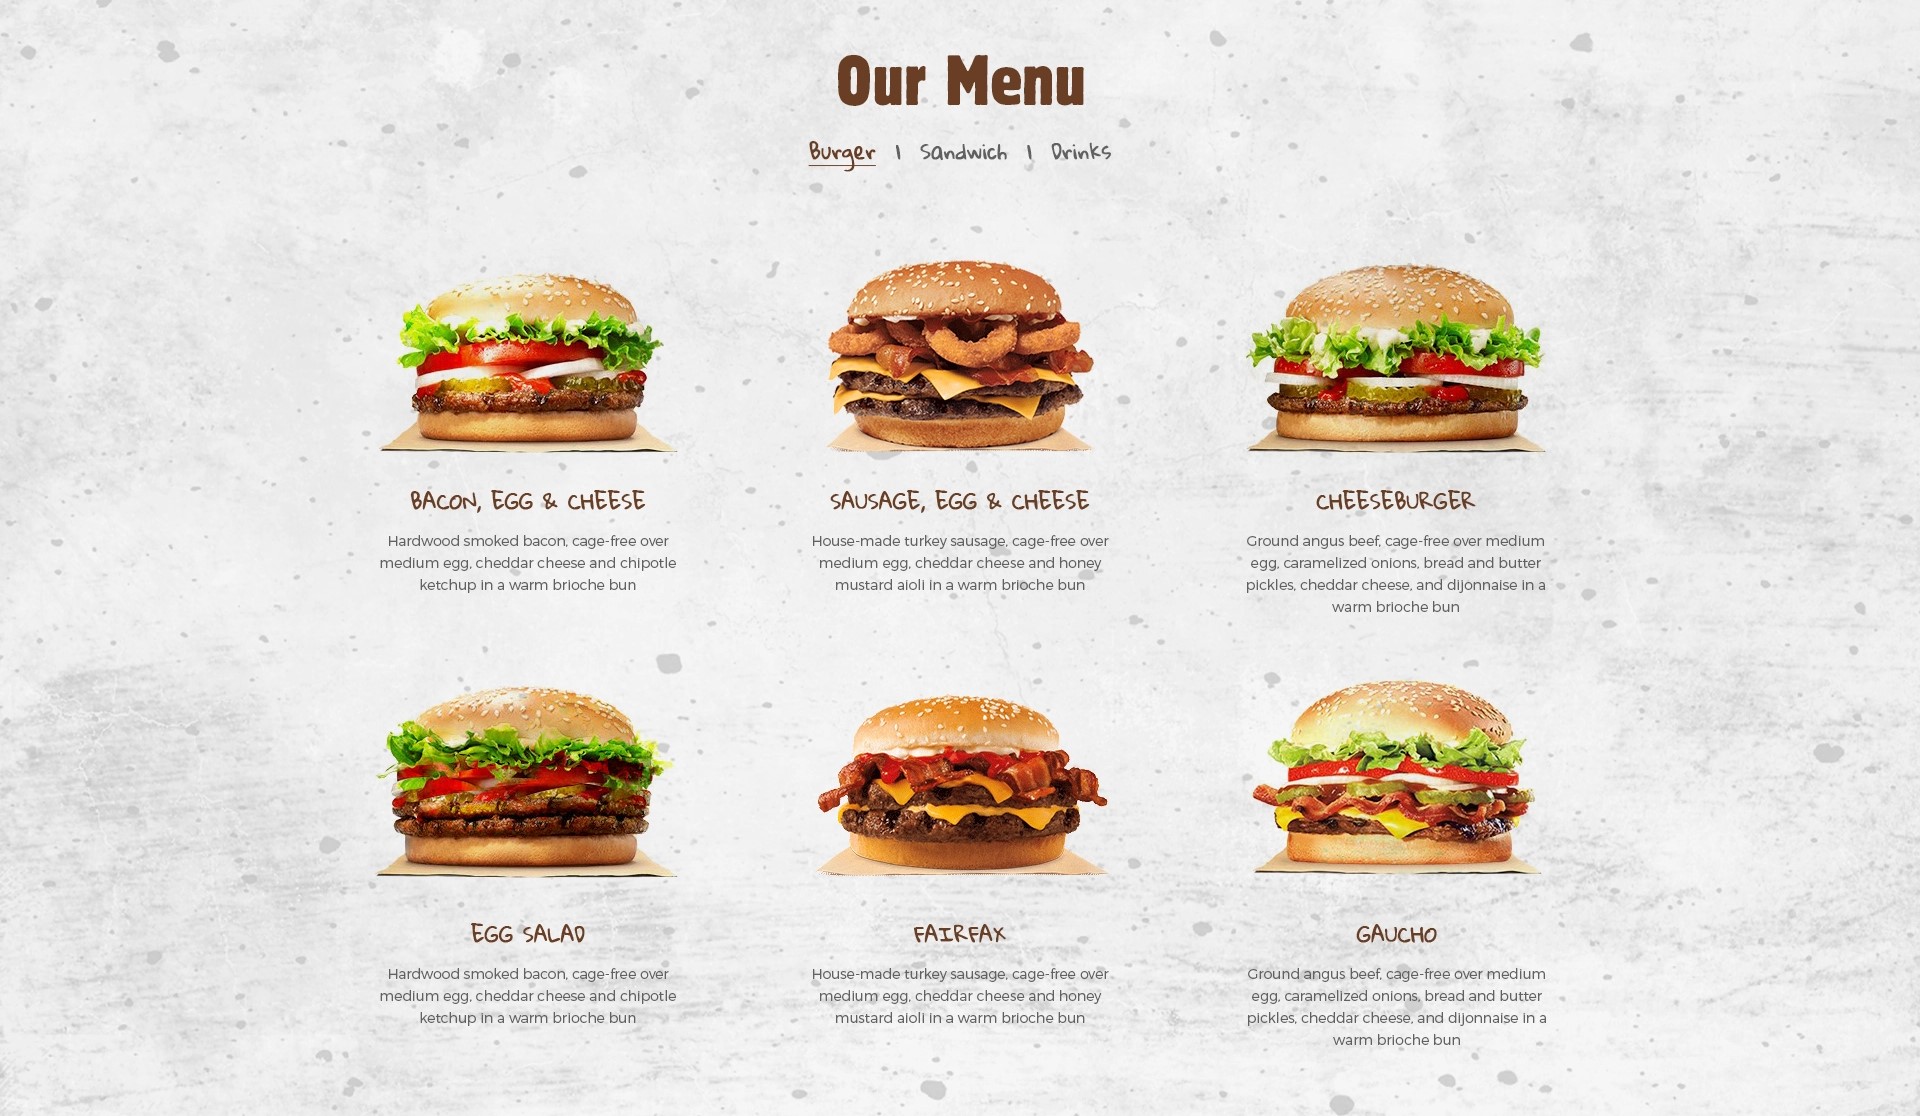 Our Menu
Burger | Sandwich | Drinks
BACON, EGG & CHEESE
Hardwood smoked bacon, cage-free over
medium egg, cheddar cheese and chipotle
ketchup in a warm brioche bun
SAUSAGE, EGG & CHEESE
House-made turkey sausage, cage-free over
medium egg, cheddar cheese and honey
mustard aioli in a warm brioche bun
CHEESEBURGER
Ground angus beef, cage-free over medium
egg, caramelized onions, bread and butter
pickles, cheddar cheese, and dijonnaise in a
warm brioche bun
EGG SALAD
Hardwood smoked bacon, cage-free over
medium egg, cheddar cheese and chipotle
ketchup in a warm brioche bun
FAIRFAX
House-made turkey sausage, cage-free over
medium egg, cheddar cheese and honey
mustard aioli in a warm brioche bun
GAUCHO
Ground angus beef, cage-free over medium
egg, caramelized onions, bread and butter
pickles, cheddar cheese, and dijonnaise in a
warm brioche bun